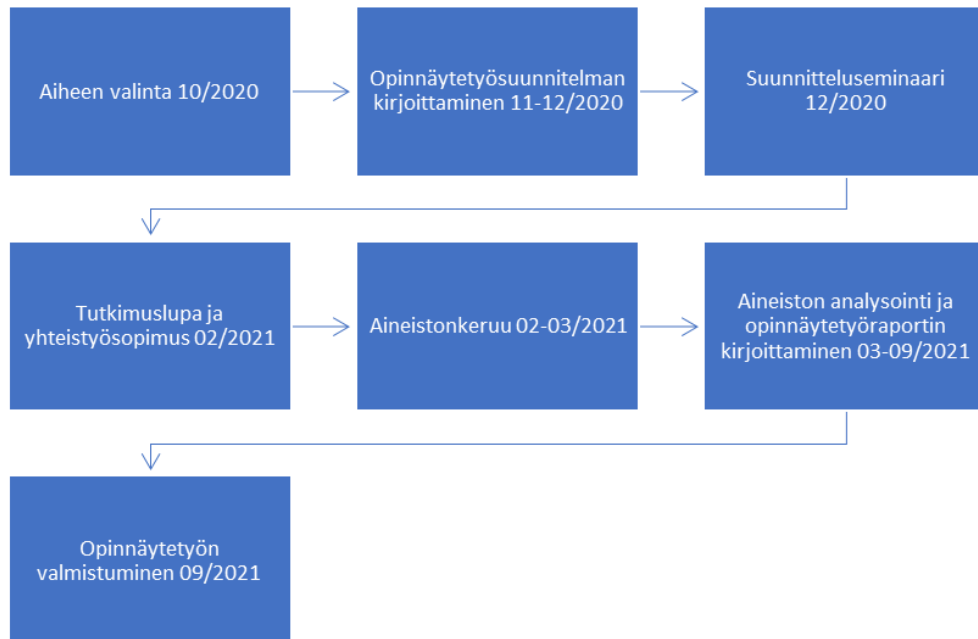 Aiheen valinta 10/2020
Opinnäytetyösuunnitelman
kirjoittaminen 11-12/2020
Suunnitteluseminaari
12/2020
Tutkimuslupa ja
yhteistyösopimus 02/2021
Aineistonkeruu 02-03/2021
Aineiston analysointi ja
opinnäytetyöraportin
kirjoittaminen 03-09/2021
Opinnäytetyön
valmistuminen 09/2021